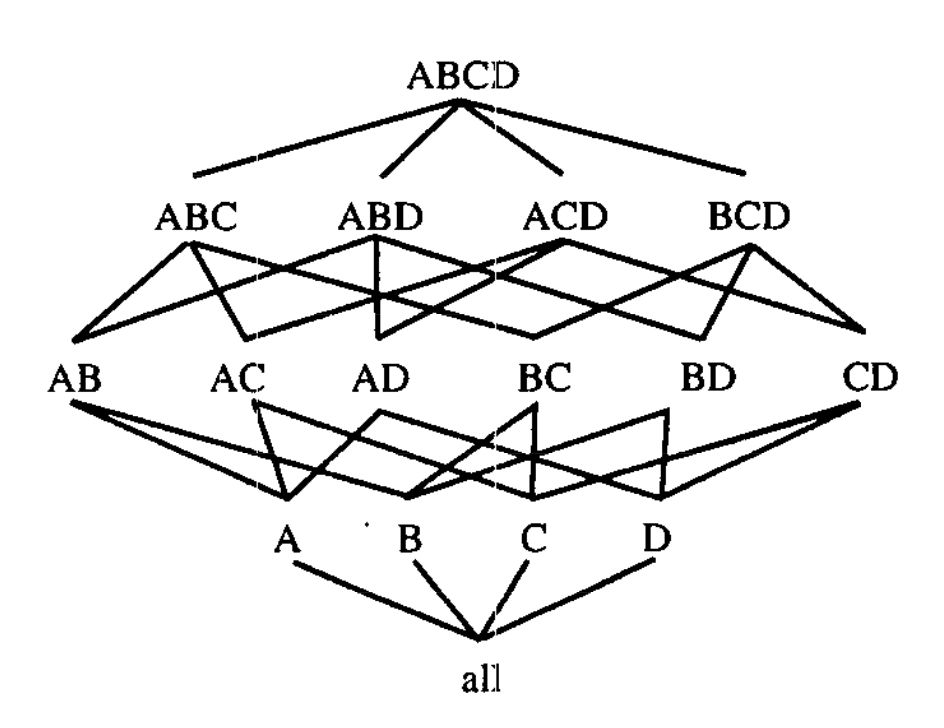 ABCD
ABC ABD ACD BCD
AB AC AD BC BD CD
A B C D
all